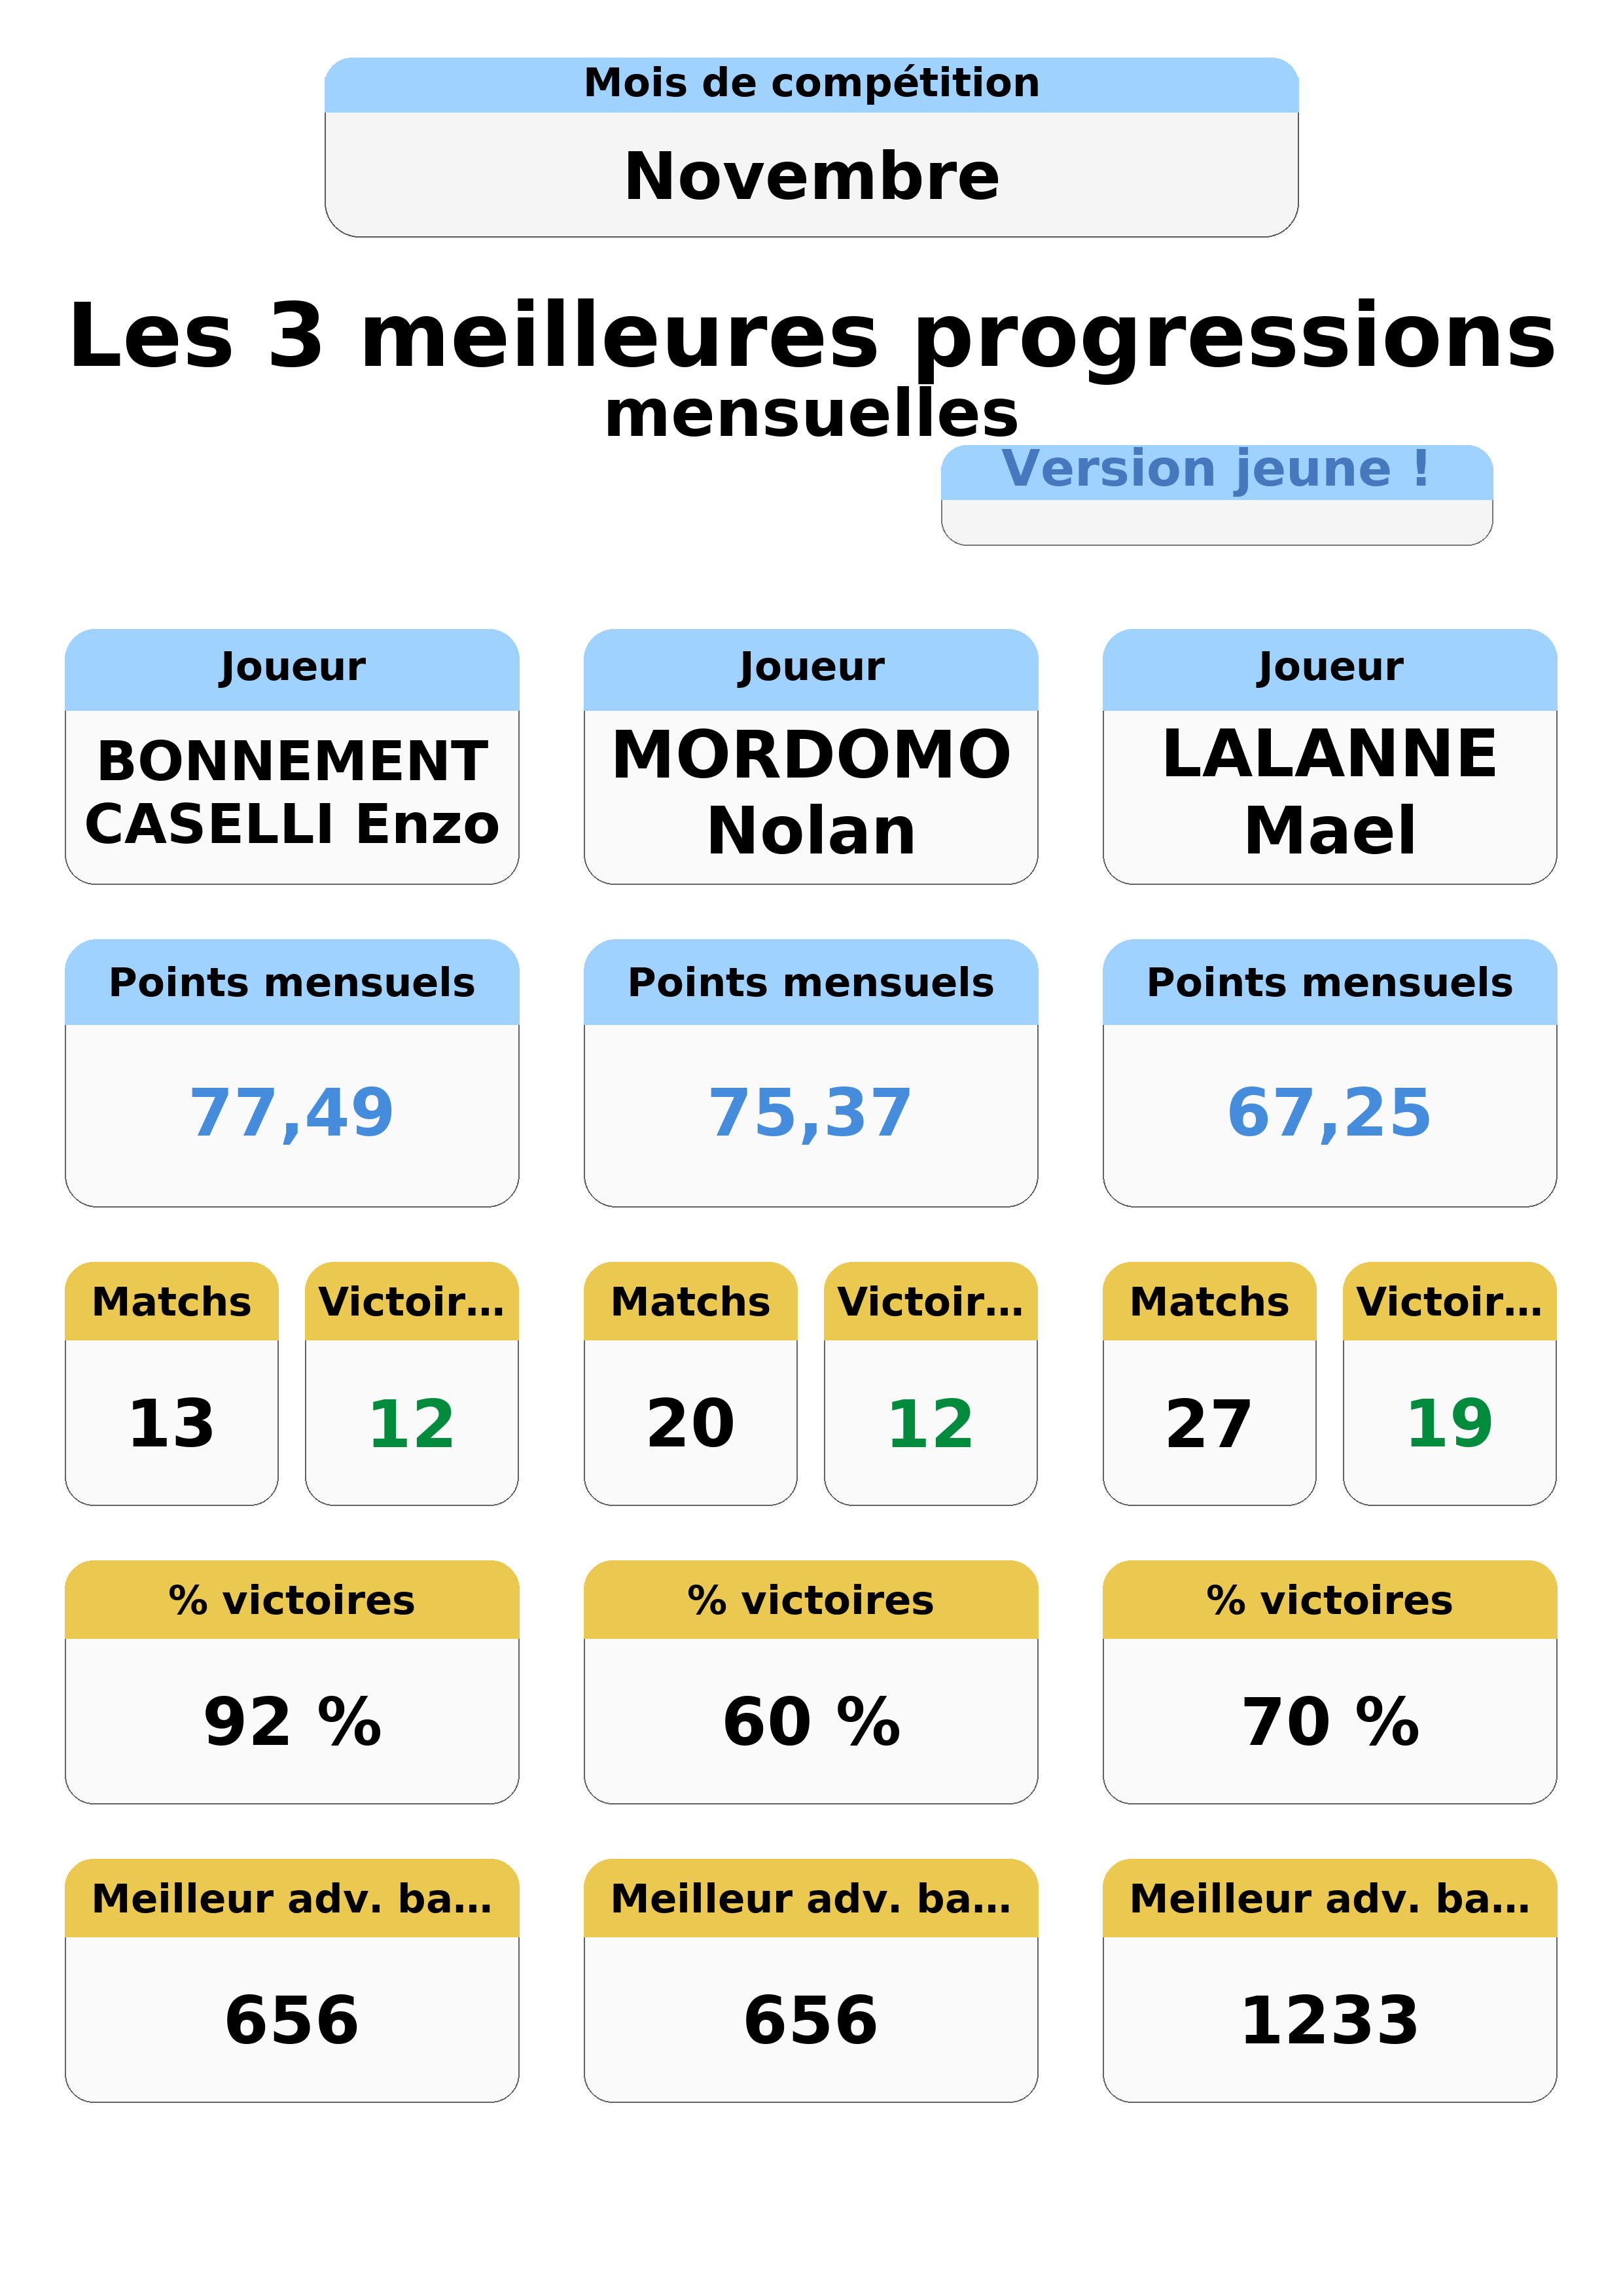 Mois de compétition
Novembre
Les 3 meilleures progressions
mensuelles
Version jeune !
Joueur
BONNEMENT
CASELLI Enzo
Joueur
MORDOMO
Nolan
Joueur
LALANNE
Mael
Points mensuels
77,49
Points mensuels
75,37
Points mensuels
67,25
Matchs
13
Victoir...
12
Matchs
20
Victoir...
12
Matchs
27
Victoir...
19
% victoires
92 %
% victoires
60 %
% victoires
70 %
Meilleur adv. ba...
656
Meilleur adv. ba...
656
Meilleur adv. ba...
1233